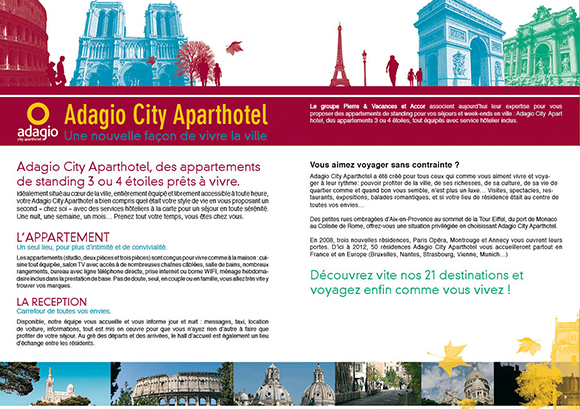 adagio
city aparthotel
Adagio City Aparthotel
Une nouvelle façon de vivre la ville
Le groupe Pierre & Vacances et Accor associent aujourd'hui leur expertise pour vous
proposer des appartements de standing pour vos séjours et week-ends en ville : Adagio City Apart
hotel, des appartements 3 ou 4 étoiles, tout équipés avec service hôtelier inclus.
Adagio City Aparthotel, des appartements
de standing 3 ou 4 étoiles prêts à vivre.
Idéalement situé au cœur de la ville, entièrement équipé et librement accessible à toute heure,
votre Adagio City Aparthotel a bien compris quel était votre style de vie en vous proposant un
second « chez soi » avec des services hôteliers à la carte pour un séjour en toute sérénité.
Une nuit, une semaine, un mois… Prenez tout votre temps, vous êtes chez vous.
L'APPARTEMENT
Un seul lieu, pour plus d'intimité et de convivialité.
Les appartements (studio, deux pièces et trois pièces) sont conçus pour vivre comme à la maison : cui-
sine tout équipée, salon TV avec accès à de nombreuses chaînes câblées, salle de bains, nombreux
rangements, bureau avec ligne téléphone directe, prise internet ou borne WIFI, ménage hebdoma-
daire inclus dans la prestation de base. Pas de doute, seul, en couple ou en famille, vous allez très vite y
trouver vos marques.
LA RECEPTION
Carrefour de toutes vos envies.
Disponible, notre équipe vous accueille et vous informe jour et nuit : messages, taxi, location
de voiture, informations, tout est mis en oeuvre pour que vous n'ayez rien d'autre à faire que
profiter de votre séjour. Au gré des départs et des arrivées, le hall d'accueil est également un lieu
d'échange entre les résidents.
Vous aimez voyager sans contrainte ?
Adagio City Aparthotel a été créé pour tous ceux qui comme vous aiment vivre et voya-
ger à leur rythme: pouvoir profiter de la ville, de ses richesses, de sa culture, de sa vie de
quartier comme et quand bon vous semble, n'est plus un luxe... Visites, spectacles, res-
taurants, expositions, balades romantiques, et si votre lieu de résidence était au centre de
toutes vos envies…
Des petites rues ombragées d'Aix-en-Provence au sommet de la Tour Eiffel, du port de Monaco
au Colisée de Rome, offrez-vous une situation privilégiée en choisissant Adagio City Aparthotel.
En 2008, trois nouvelles résidences, Paris Opéra, Montrouge et Annecy vous ouvrent leurs
portes. D'ici à 2012, 50 résidences Adagio City Aparthotel vous accueilleront partout en
France et en Europe (Bruxelles, Nantes, Strasbourg, Vienne, Munich…)
Découvrez vite nos 21 destinations et
voyagez enfin comme vous vivez !